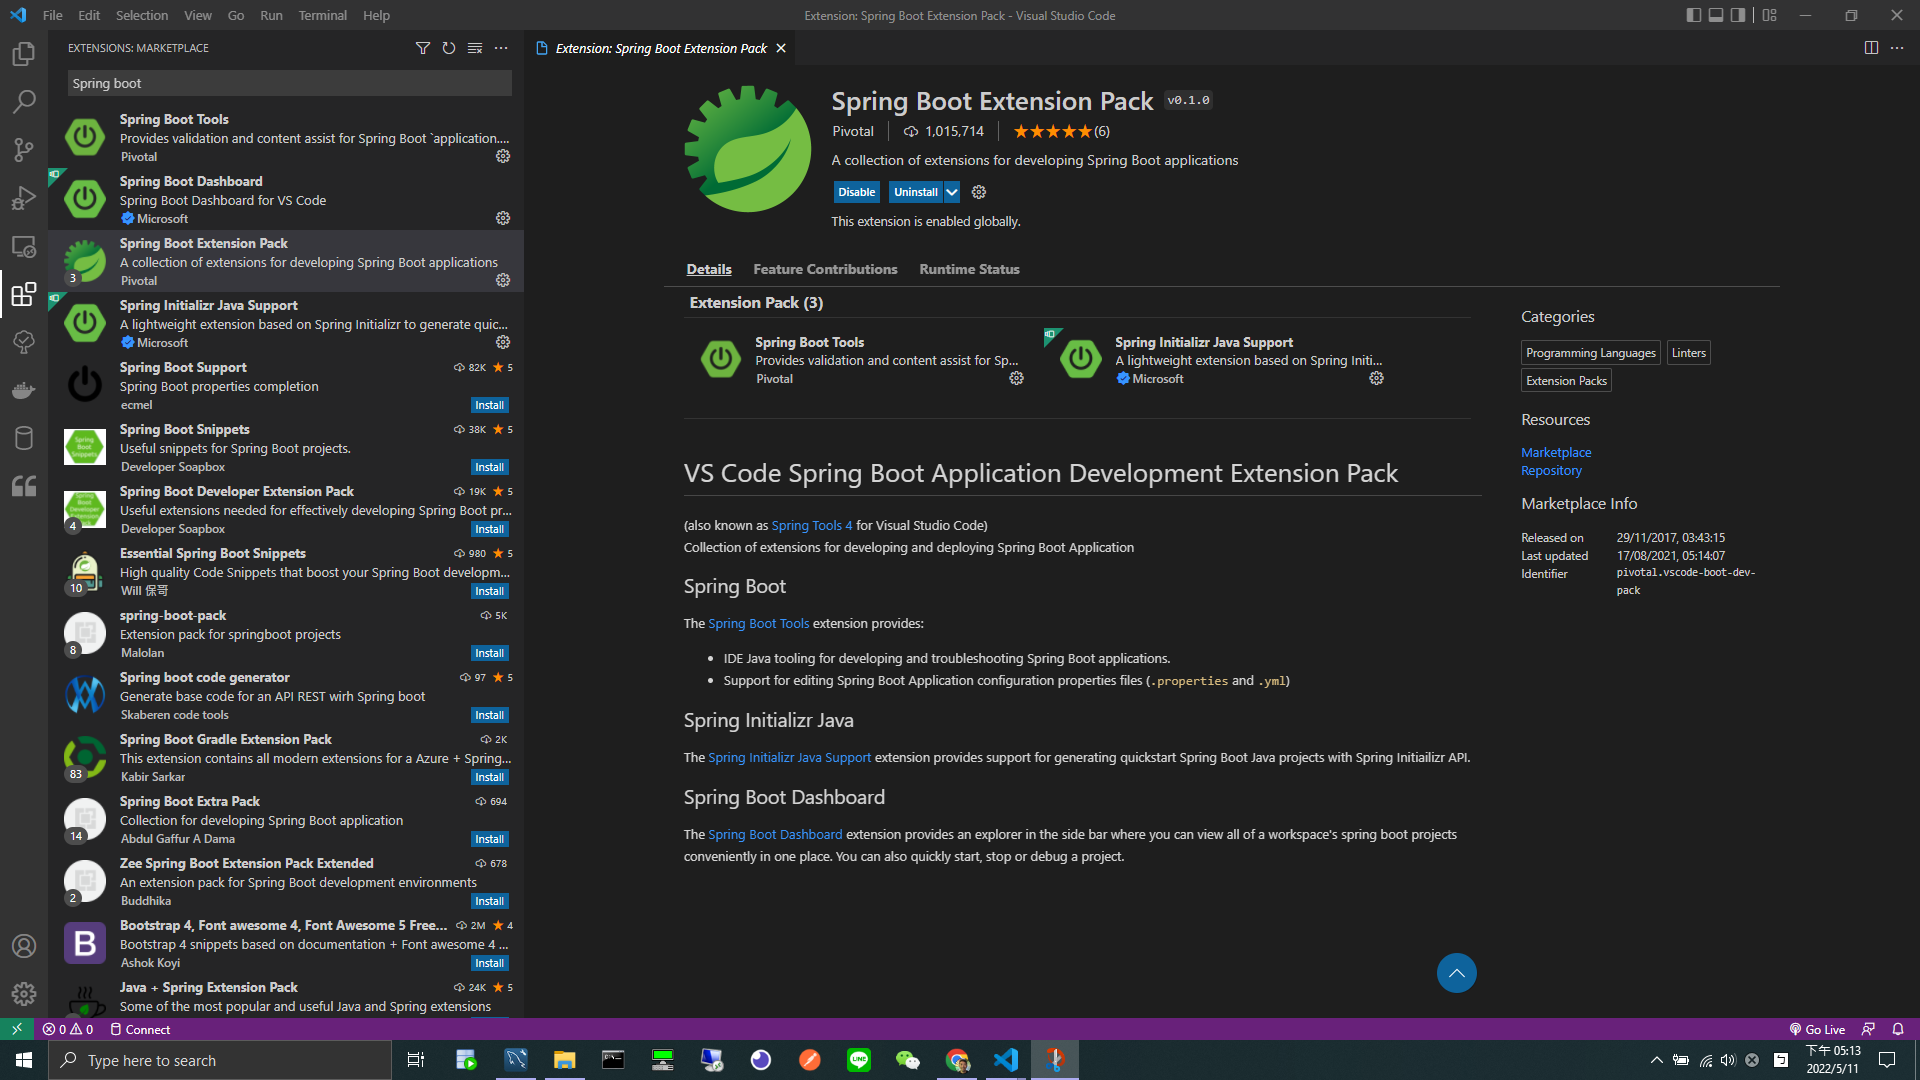 File Edit Selection View Go Run Terminal Help
Extension: Spring Boot Extension Pack - Visual Studio Code
EXTENSIONS: MARKETPLACE
Spring boot
Spring Boot Tools
Provides validation and content assist for Spring Boot `application....
Pivotal
Spring Boot Dashboard
Spring Boot Dashboard for VS Code
Microsoft
Spring Boot Extension Pack
A collection of extensions for developing Spring Boot applications
3
Pivotal
Spring Initializr Java Support
A lightweight extension based on Spring Initializr to generate quic...
Microsoft
Spring Boot Support 82K 5
Spring Boot properties completion
ecmel Install
Spring Boot Snippets 38K 5
Useful snippets for Spring Boot projects.
Developer Soapbox Install
Spring Boot Developer Extension Pack 19K 5
Useful extensions needed for effectively developing Spring Boot pr...
4
Developer Soapbox Install
Essential Spring Boot Snippets 980 5
High quality Code Snippets that boost your Spring Boot developm...
10
Will 保哥 Install
spring-boot-pack 5K
Extension pack for springboot projects
8
Malolan Install
Spring boot code generator 97 5
Generate base code for an API REST wirh Spring boot
Skaberen code tools Install
Spring Boot Gradle Extension Pack 2K
This extension contains all modern extensions for a Azure + Spring...
83
Kabir Sarkar Install
Spring Boot Extra Pack 694
Collection for developing Spring Boot application
14
Abdul Gaffur A Dama Install
Zee Spring Boot Extension Pack Extended 678
An extension pack for Spring Boot development environments
2
Buddhika Install
Bootstrap 4, Font awesome 4, Font Awesome 5 Free... 2M 4
B
Bootstrap 4 snippets based on documentation + Font awesome 4 ...
Ashok Koyi Install
Java + Spring Extension Pack 24K 5
Some of the most popular and useful Java and Spring extensions
Extension: Spring Boot Extension Pack
Spring Boot Extension Pack v0.1.0
Pivotal 1,015,714 (6)
A collection of extensions for developing Spring Boot applications
Disable Uninstall
This extension is enabled globally.
Details Feature Contributions Runtime Status
Extension Pack (3)
Spring Boot Tools
Provides validation and content assist for Sp...
Pivotal
Spring Initializr Java Support
A lightweight extension based on Spring Initi...
Microsoft
VS Code Spring Boot Application Development Extension Pack
(also known as Spring Tools 4 for Visual Studio Code)
Collection of extensions for developing and deploying Spring Boot Application
Spring Boot
The Spring Boot Tools extension provides:
• IDE Java tooling for developing and troubleshooting Spring Boot applications.
• Support for editing Spring Boot Application configuration properties files (.properties and .yml)
Spring Initializr Java
The Spring Initializr Java Support extension provides support for generating quickstart Spring Boot Java projects with Spring Initiailizr API.
Spring Boot Dashboard
The Spring Boot Dashboard extension provides an explorer in the side bar where you can view all of a workspace's spring boot projects
conveniently in one place. You can also quickly start, stop or debug a project.
Categories
Programming Languages Linters
Extension Packs
Resources
Marketplace
Repository
Marketplace Info
Released on 29/11/2017, 03:43:15
Last updated 17/08/2021, 05:14:07
Identifier pivotal.vscode-boot-dev-
pack
0 0 Connect
Go Live
Type here to search
LINE
下午 05:13
2022/5/11